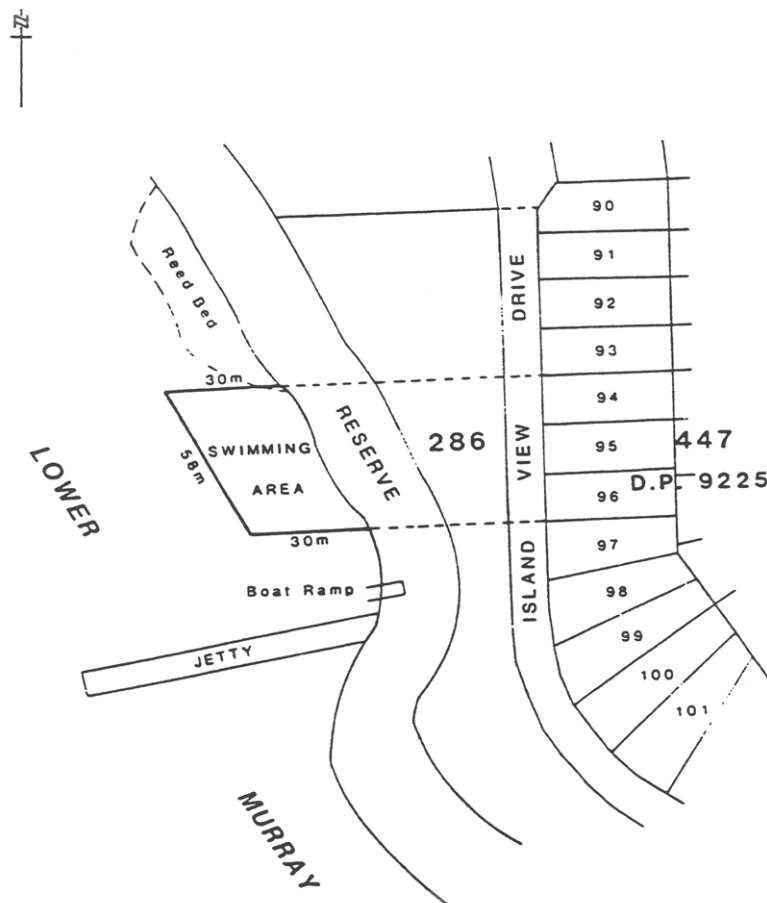 N
90
91
92
93
94
95
96
97
98
99
100
101
DRIVE
VIEW
ISLAND
Reed Bed
30m
58m
SWIMMING
AREA
30m
RESERVE
286
447
D.P. 9225
LOWER
Boat Ramp
JETTY
MURRAY